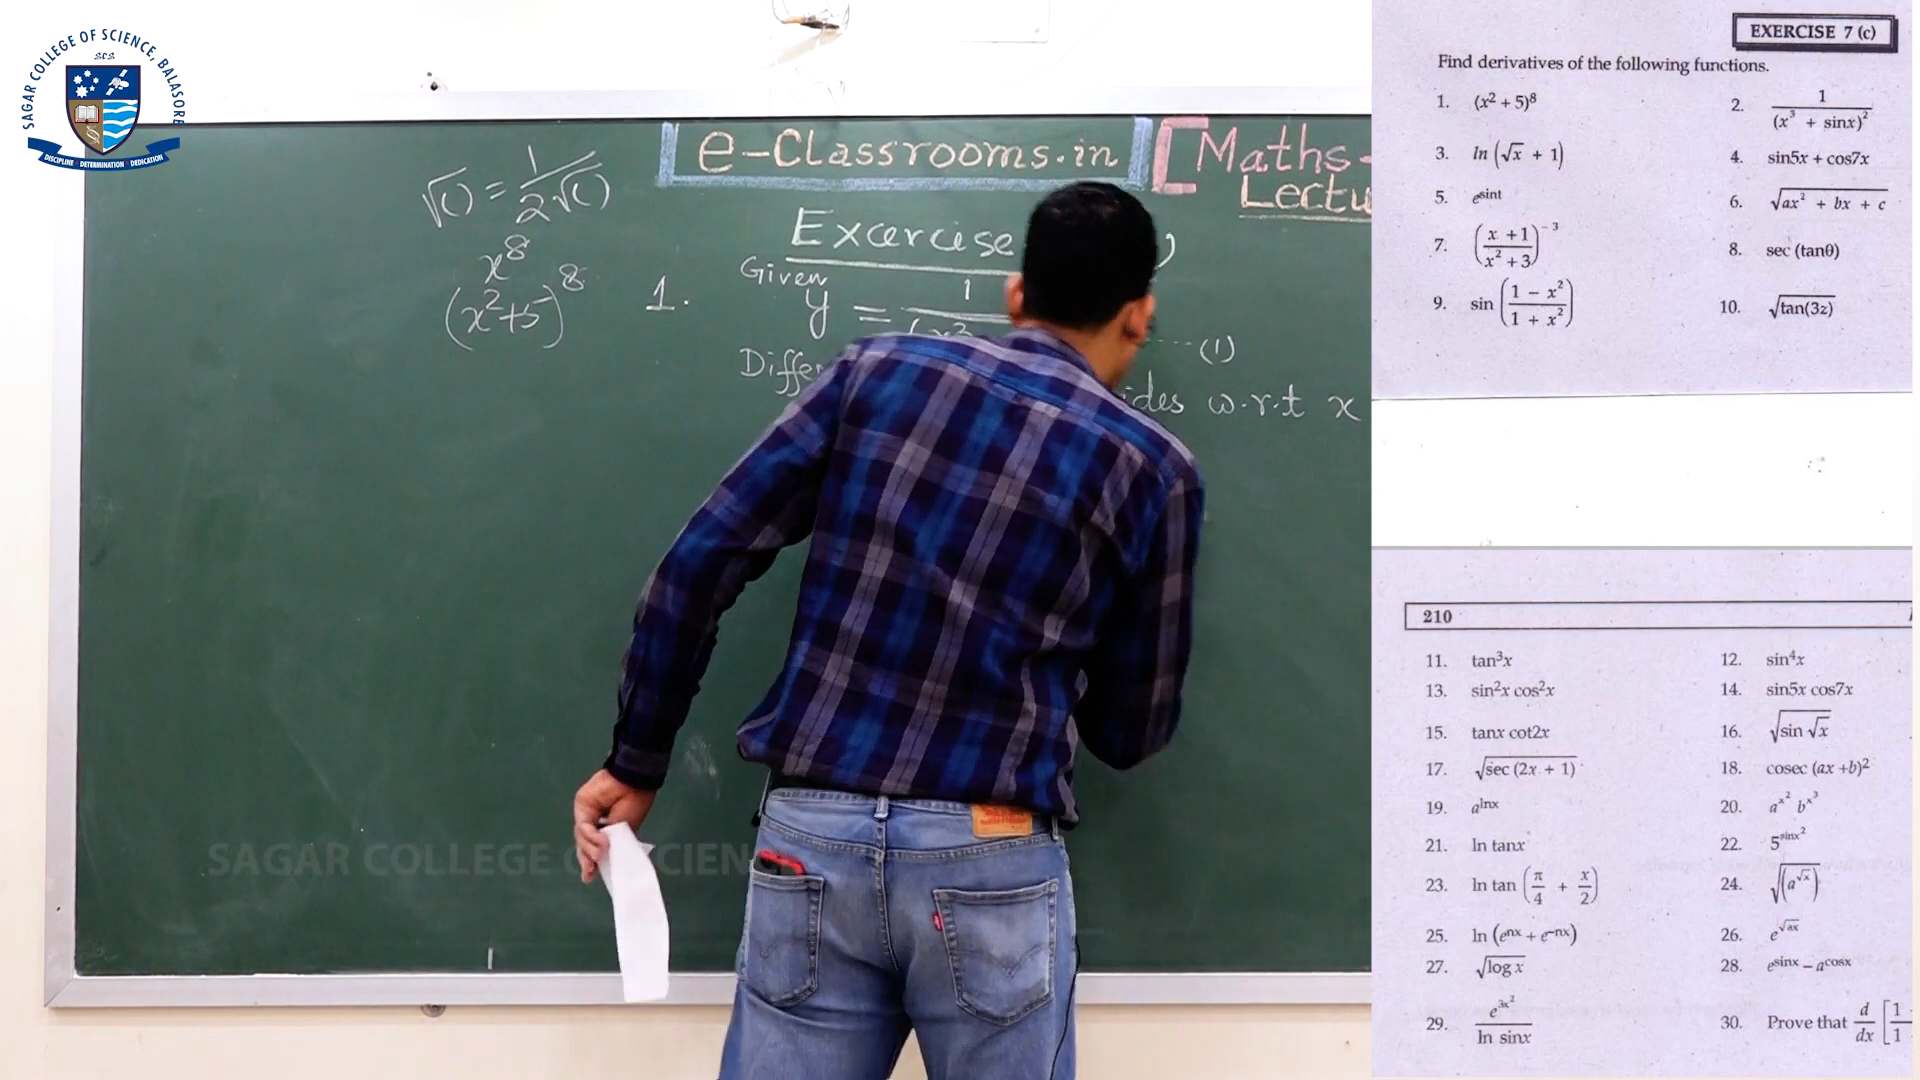 SAGAR COLLEGE OF SCIENCE, BALASORE
S.C.S.
DISCIPLINE DETERMINATION DEDICATION
e-Classrooms.in
Maths-
√( ) = 1/2√( )
x⁸
(x²+5)⁸
Excercise
Given
1. y = 1
....(1)
w.r.t x
SAGAR COLLEGE OF SCIENCE
EXERCISE 7 (c)
Find derivatives of the following functions.
1. (x² + 5)⁸
2. 1/(x³ + sinx)²
3. ln (√x + 1)
4. sin5x + cos7x
5. e^sint
6. √(ax² + bx + c)
7. ((x + 1)/(x² + 3))⁻³
8. sec (tanθ)
9. sin ((1 − x²)/(1 + x²))
10. √tan(3z)
210
11. tan³x
12. sin⁴x
13. sin²x cos²x
14. sin5x cos7x
15. tanx cot2x
16. √(sin √x)
17. √(sec (2x + 1))
18. cosec (ax +b)²
19. a^lnx
20. a^x² b^x³
21. ln tanx
22. 5^sinx²
23. ln tan (π/4 + x/2)
24. √(a^√x)
25. ln (e^nx + e^−nx)
26. e^√ax
27. √log x
28. e^sinx − a^cosx
29. e^3x²/ln sinx
30. Prove that d/dx [1/1